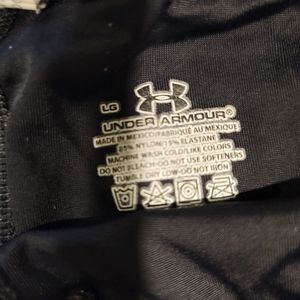 LG
UNDER ARMOUR®
MADE IN MEXICO/FABRIQUÉ AU MEXIQUE
85% NYLON/15% ELASTANE
MACHINE WASH COLD/LIKE COLORS
DO NOT BLEACH-DO NOT USE SOFTENERS
TUMBLE DRY LOW-DO NOT IRON